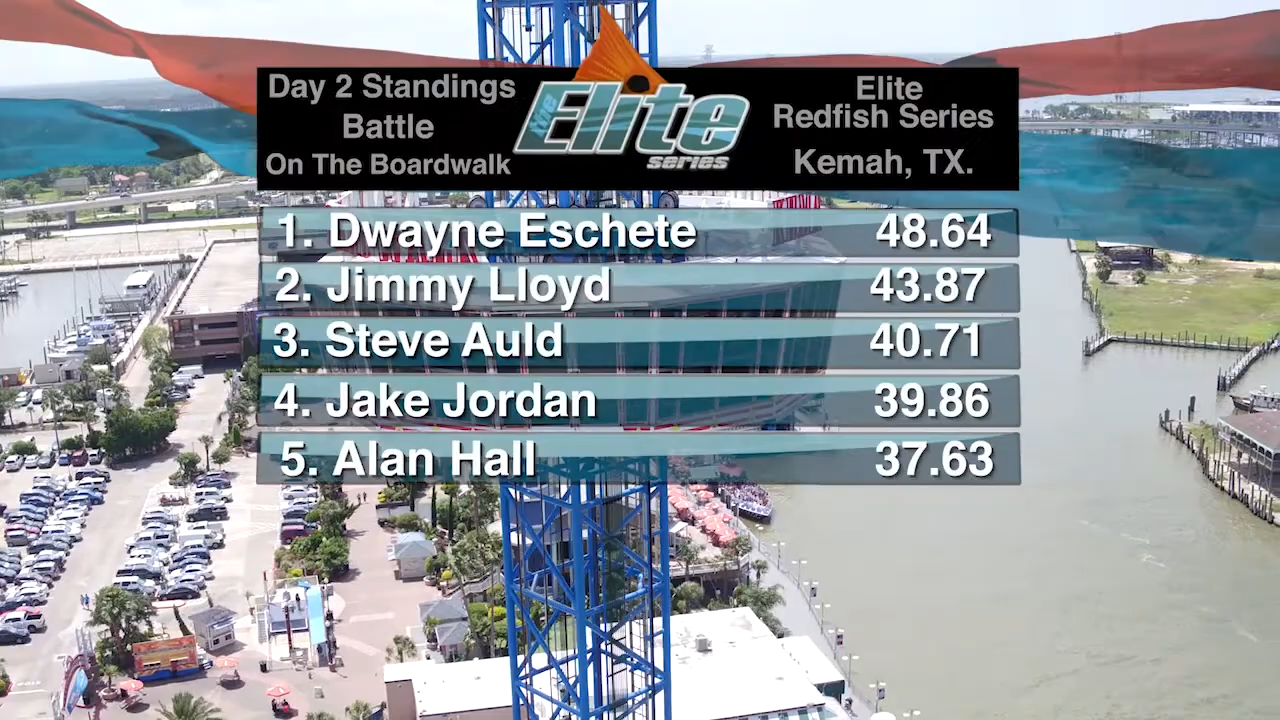 Day 2 Standings
Battle
On The Boardwalk
the
Elite
series
Elite
Redfish Series
Kemah, TX.
1. Dwayne Eschete 48.64
2. Jimmy Lloyd 43.87
3. Steve Auld 40.71
4. Jake Jordan 39.86
5. Alan Hall 37.63